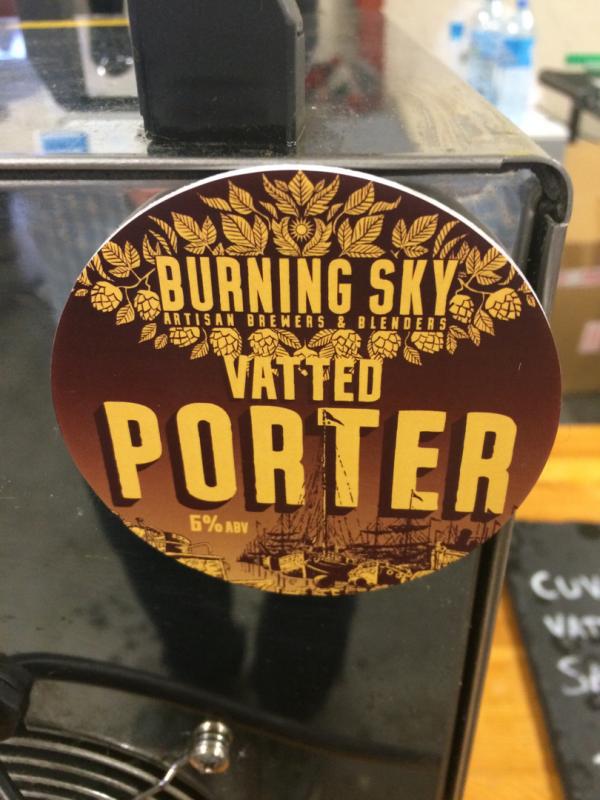 BURNING SKY
ARTISAN BREWERS & BLENDERS
VATTED
PORTER
6% ABV